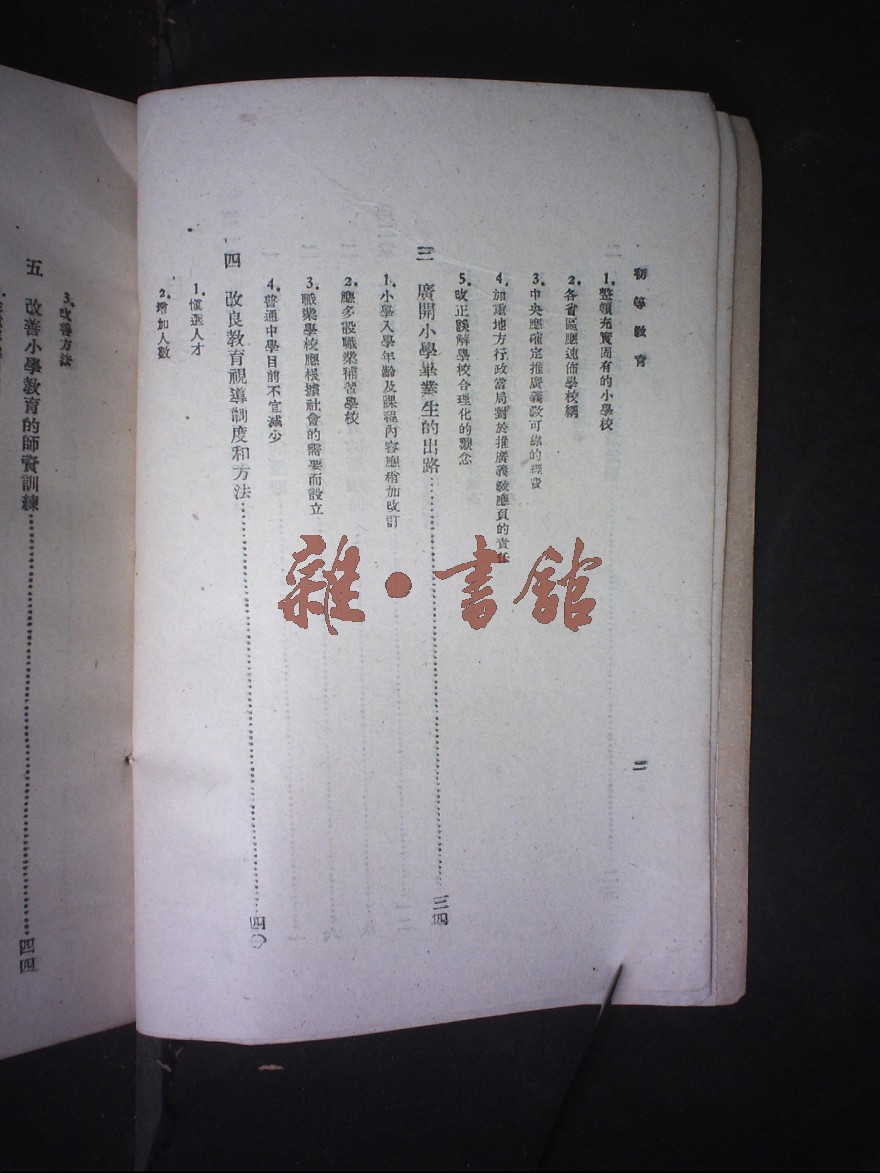 初等教育
二
1. 整頓充實固有的小學校
2. 各省區應速佈學校網
3. 中央應確定推廣義敎可靠的經費
4. 加重地方行政當局對於推廣義敎應負的責任
5. 改正誤解學校合理化的觀念
三 廣開小學畢業生的出路……三四
1. 小學入學年齡及課程內容應稍加改訂
2. 應多設職業補習學校
3. 職業學校應根據社會的需要而設立
4. 普通中學目前不宜減少
四 改良教育視導制度和方法……四〇
1. 慎選人才
2. 增加人數
3. 改善方法
五 改善小學教育的師資訓練……四四
雜·書館